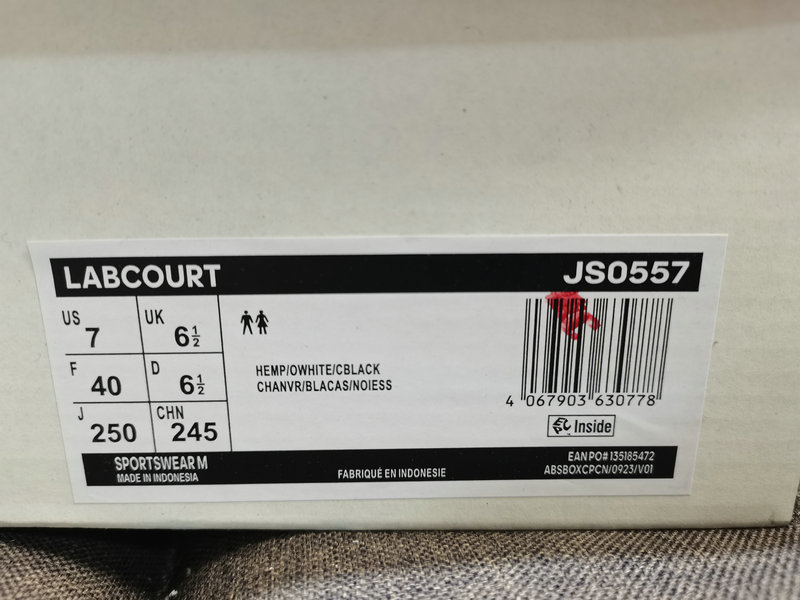 LABCOURT JS0557
US 7 UK 6½
F 40 D 6½
J 250 CHN 245
HEMP/OWHITE/CBLACK
CHANVR/BLACAS/NOIESS
4 067903 630778
Inside
SPORTSWEAR M
MADE IN INDONESIA
FABRIQUÉ EN INDONESIE
EAN PO# 135185472
ABSBOXCPCN/0923/V01